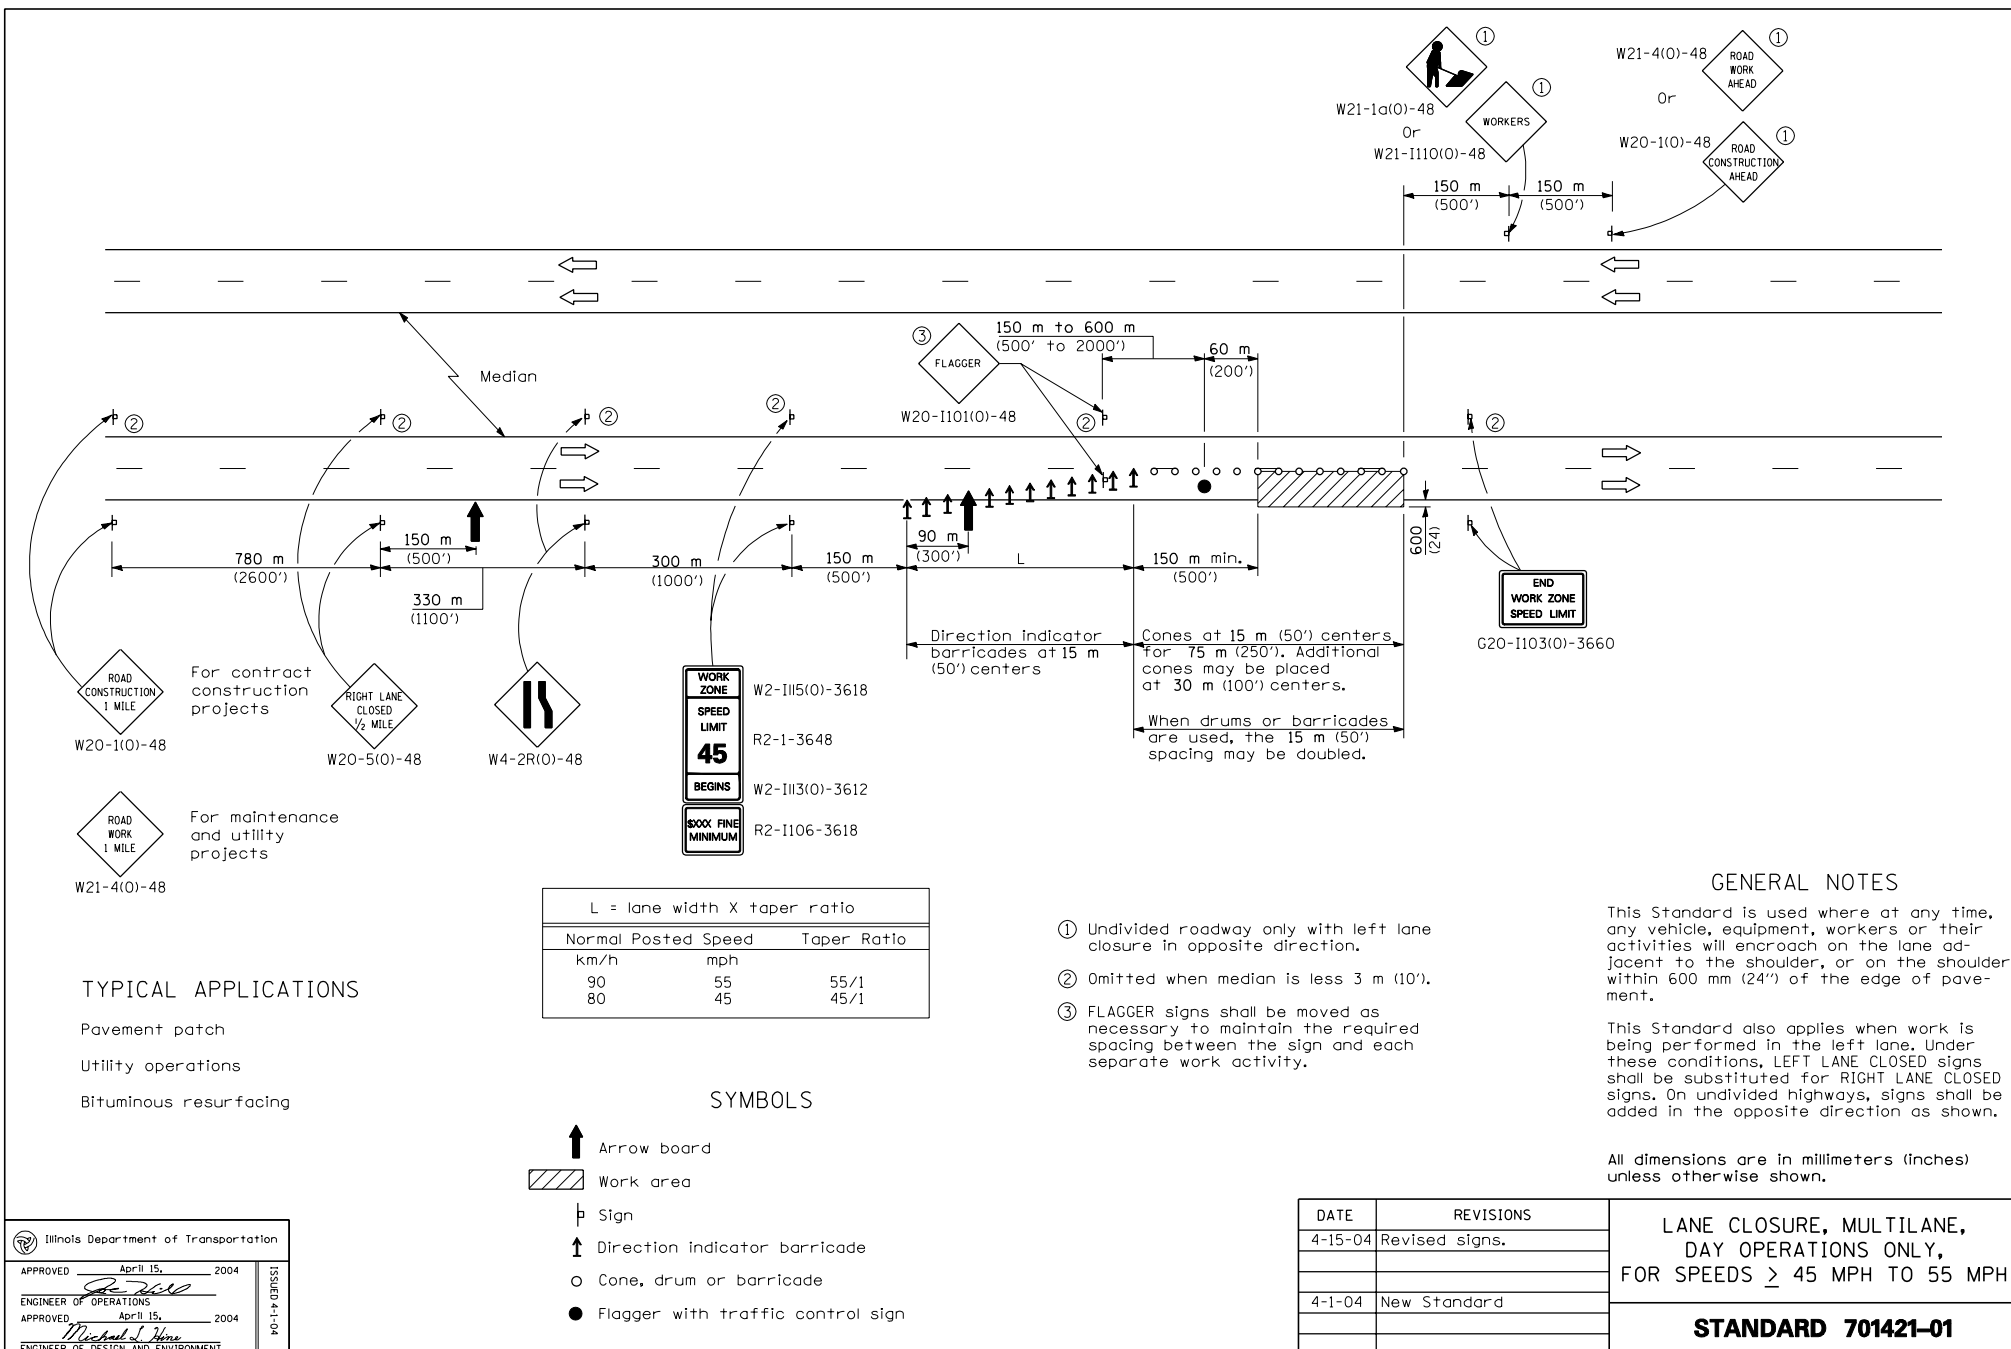 ①
W21-4(O)-48
ROAD
WORK
AHEAD
①
W21-1a(O)-48
Or
W21-I110(O)-48
WORKERS
①
Or
W20-1(O)-48
ROAD
CONSTRUCTION
AHEAD
①
150 m
(500')
150 m
(500')
③
FLAGGER
W20-I101(O)-48
150 m to 600 m
(500' to 2000')
60 m
(200')
Median
②
②
②
②
②
②
780 m
(2600')
150 m
(500')
330 m
(1100')
300 m
(1000')
150 m
(500')
90 m
(300')
L
150 m min.
(500')
600
(24)
END
WORK ZONE
SPEED LIMIT
G20-I103(O)-3660
Direction indicator
barricades at 15 m
(50') centers
Cones at 15 m (50') centers
for 75 m (250'). Additional
cones may be placed
at 30 m (100') centers.
When drums or barricades
are used, the 15 m (50')
spacing may be doubled.
ROAD
CONSTRUCTION
1 MILE
W20-1(O)-48
For contract
construction
projects
RIGHT LANE
CLOSED
½ MILE
W20-5(O)-48
W4-2R(O)-48
WORK
ZONE
SPEED
LIMIT
45
BEGINS
$XXX FINE
MINIMUM
W2-I115(O)-3618
R2-1-3648
W2-I113(O)-3612
R2-I106-3618
ROAD
WORK
1 MILE
W21-4(O)-48
For maintenance
and utility
projects
L = lane width X taper ratio
Normal Posted Speed Taper Ratio
km/h mph
90 55 55/1
80 45 45/1
TYPICAL APPLICATIONS
Pavement patch
Utility operations
Bituminous resurfacing
SYMBOLS
Arrow board
Work area
Sign
Direction indicator barricade
Cone, drum or barricade
Flagger with traffic control sign
① Undivided roadway only with left lane
closure in opposite direction.
② Omitted when median is less 3 m (10').
③ FLAGGER signs shall be moved as
necessary to maintain the required
spacing between the sign and each
separate work activity.
GENERAL NOTES
This Standard is used where at any time,
any vehicle, equipment, workers or their
activities will encroach on the lane ad-
jacent to the shoulder, or on the shoulder
within 600 mm (24") of the edge of pave-
ment.
This Standard also applies when work is
being performed in the left lane. Under
these conditions, LEFT LANE CLOSED signs
shall be substituted for RIGHT LANE CLOSED
signs. On undivided highways, signs shall be
added in the opposite direction as shown.
All dimensions are in millimeters (inches)
unless otherwise shown.
Illinois Department of Transportation
APPROVED April 15, 2004
Joe Hill
ENGINEER OF OPERATIONS
APPROVED April 15, 2004
Michael L. Hine
ENGINEER OF DESIGN AND ENVIRONMENT
ISSUED 4-1-04
DATE REVISIONS
4-15-04 Revised signs.
4-1-04 New Standard
LANE CLOSURE, MULTILANE,
DAY OPERATIONS ONLY,
FOR SPEEDS ≥ 45 MPH TO 55 MPH
STANDARD 701421–01